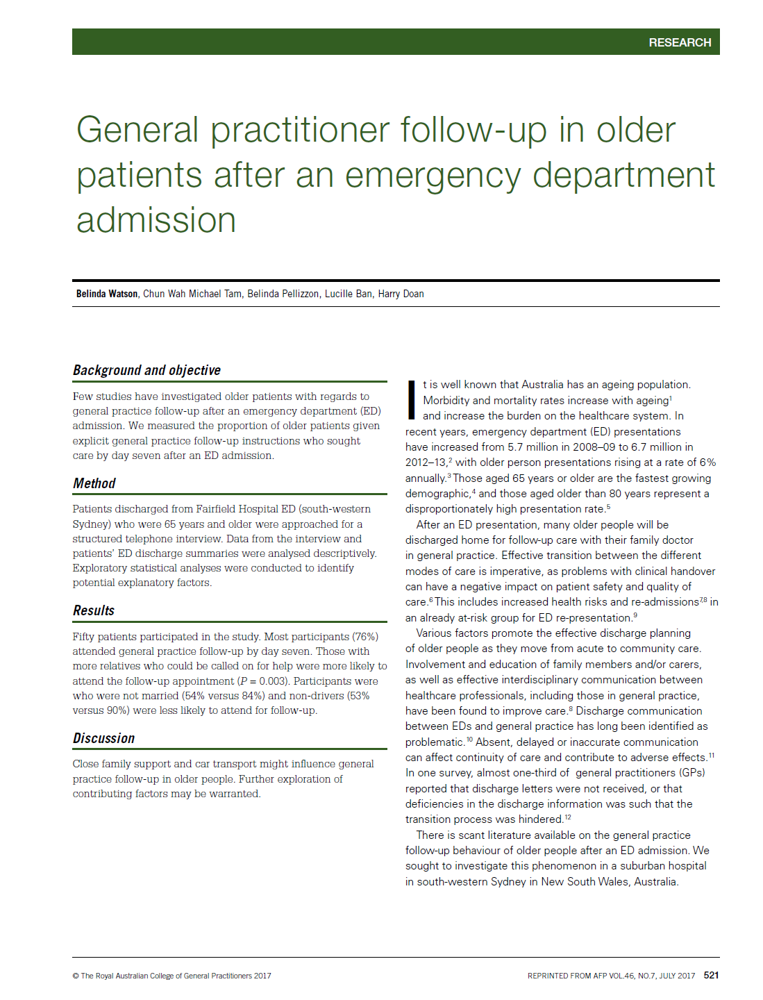 RESEARCH
General practitioner follow-up in older
patients after an emergency department
admission
Belinda Watson, Chun Wah Michael Tam, Belinda Pellizzon, Lucille Ban, Harry Doan
Background and objective
Few studies have investigated older patients with regards to
general practice follow-up after an emergency department (ED)
admission. We measured the proportion of older patients given
explicit general practice follow-up instructions who sought
care by day seven after an ED admission.
Method
Patients discharged from Fairfield Hospital ED (south-western
Sydney) who were 65 years and older were approached for a
structured telephone interview. Data from the interview and
patients' ED discharge summaries were analysed descriptively.
Exploratory statistical analyses were conducted to identify
potential explanatory factors.
Results
Fifty patients participated in the study. Most participants (76%)
attended general practice follow-up by day seven. Those with
more relatives who could be called on for help were more likely to
attend the follow-up appointment (P = 0.003). Participants were
who were not married (54% versus 84%) and non-drivers (53%
versus 90%) were less likely to attend for follow-up.
Discussion
Close family support and car transport might influence general
practice follow-up in older people. Further exploration of
contributing factors may be warranted.
It is well known that Australia has an ageing population.
Morbidity and mortality rates increase with ageing1
and increase the burden on the healthcare system. In
recent years, emergency department (ED) presentations
have increased from 5.7 million in 2008–09 to 6.7 million in
2012–13,2 with older person presentations rising at a rate of 6%
annually.3 Those aged 65 years or older are the fastest growing
demographic,4 and those aged older than 80 years represent a
disproportionately high presentation rate.5
After an ED presentation, many older people will be
discharged home for follow-up care with their family doctor
in general practice. Effective transition between the different
modes of care is imperative, as problems with clinical handover
can have a negative impact on patient safety and quality of
care.6 This includes increased health risks and re-admissions7,8 in
an already at-risk group for ED re-presentation.9
Various factors promote the effective discharge planning
of older people as they move from acute to community care.
Involvement and education of family members and/or carers,
as well as effective interdisciplinary communication between
healthcare professionals, including those in general practice,
have been found to improve care.8 Discharge communication
between EDs and general practice has long been identified as
problematic.10 Absent, delayed or inaccurate communication
can affect continuity of care and contribute to adverse effects.11
In one survey, almost one-third of general practitioners (GPs)
reported that discharge letters were not received, or that
deficiencies in the discharge information was such that the
transition process was hindered.12
There is scant literature available on the general practice
follow-up behaviour of older people after an ED admission. We
sought to investigate this phenomenon in a suburban hospital
in south-western Sydney in New South Wales, Australia.
© The Royal Australian College of General Practitioners 2017
REPRINTED FROM AFP VOL.46, NO.7, JULY 2017 521